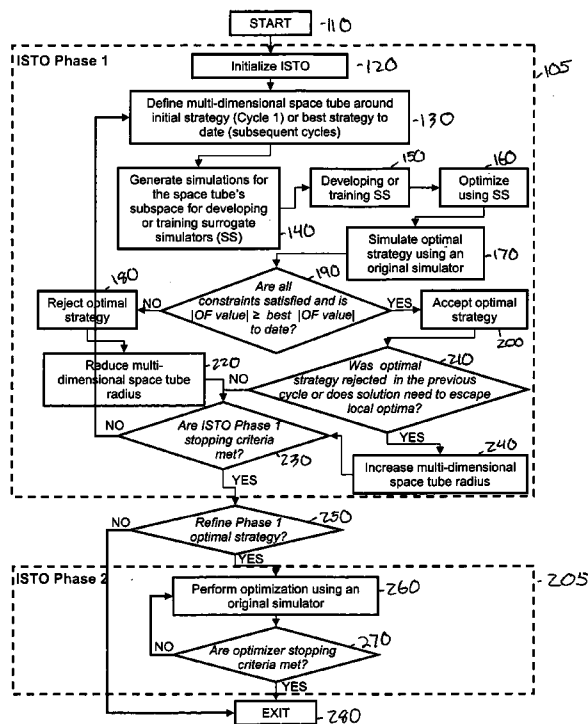 START
110
ISTO Phase 1
105
Initialize ISTO
120
Define multi-dimensional space tube around
initial strategy (Cycle 1) or best strategy to
date (subsequent cycles)
130
Generate simulations for
the space tube's
subspace for developing
or training surrogate
simulators (SS)
140
150
Developing or
training SS
160
Optimize
using SS
Simulate optimal
strategy using an
original simulator
170
180
Reject optimal
strategy
NO
190
Are all
constraints satisfied and is
|OF value| ≥ best |OF value|
to date?
YES
Accept optimal
strategy
200
Reduce multi-
dimensional space tube
radius
220
NO
210
Was optimal
strategy rejected in the previous
cycle or does solution need to escape
local optima?
YES
NO
Are ISTO Phase 1
stopping criteria
met?
230
YES
240
Increase multi-dimensional
space tube radius
NO
Refine Phase 1
optimal strategy?
250
YES
ISTO Phase 2
205
Perform optimization using an
original simulator
260
NO
Are optimizer stopping
criteria met?
270
YES
EXIT
280